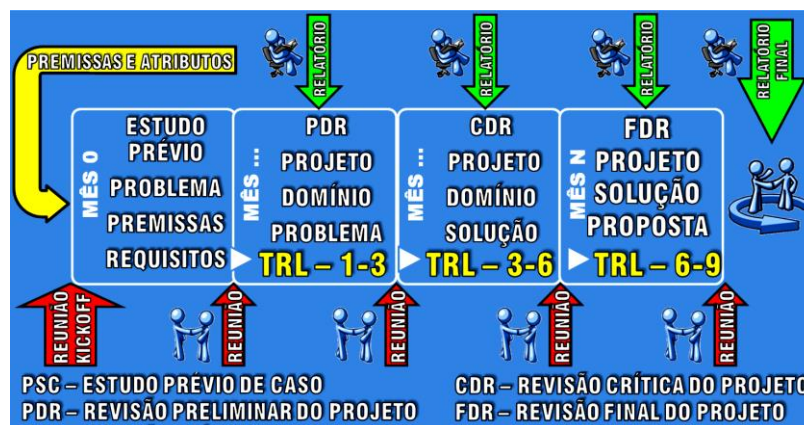 PREMISSAS E ATRIBUTOS
RELATÓRIO
RELATÓRIO
RELATÓRIO
RELATÓRIO
FINAL
MÊS 0
ESTUDO
PRÉVIO
PROBLEMA
PREMISSAS
REQUISITOS
MÊS ...
PDR
PROJETO
DOMÍNIO
PROBLEMA
TRL – 1-3
MÊS ...
CDR
PROJETO
DOMÍNIO
SOLUÇÃO
TRL – 3-6
MÊS N
FDR
PROJETO
SOLUÇÃO
PROPOSTA
TRL – 6-9
REUNIÃO
KICKOFF
REUNIÃO
REUNIÃO
REUNIÃO
REUNIÃO
PSC – ESTUDO PRÉVIO DE CASO
PDR – REVISÃO PRELIMINAR DO PROJETO
CDR – REVISÃO CRÍTICA DO PROJETO
FDR – REVISÃO FINAL DO PROJETO